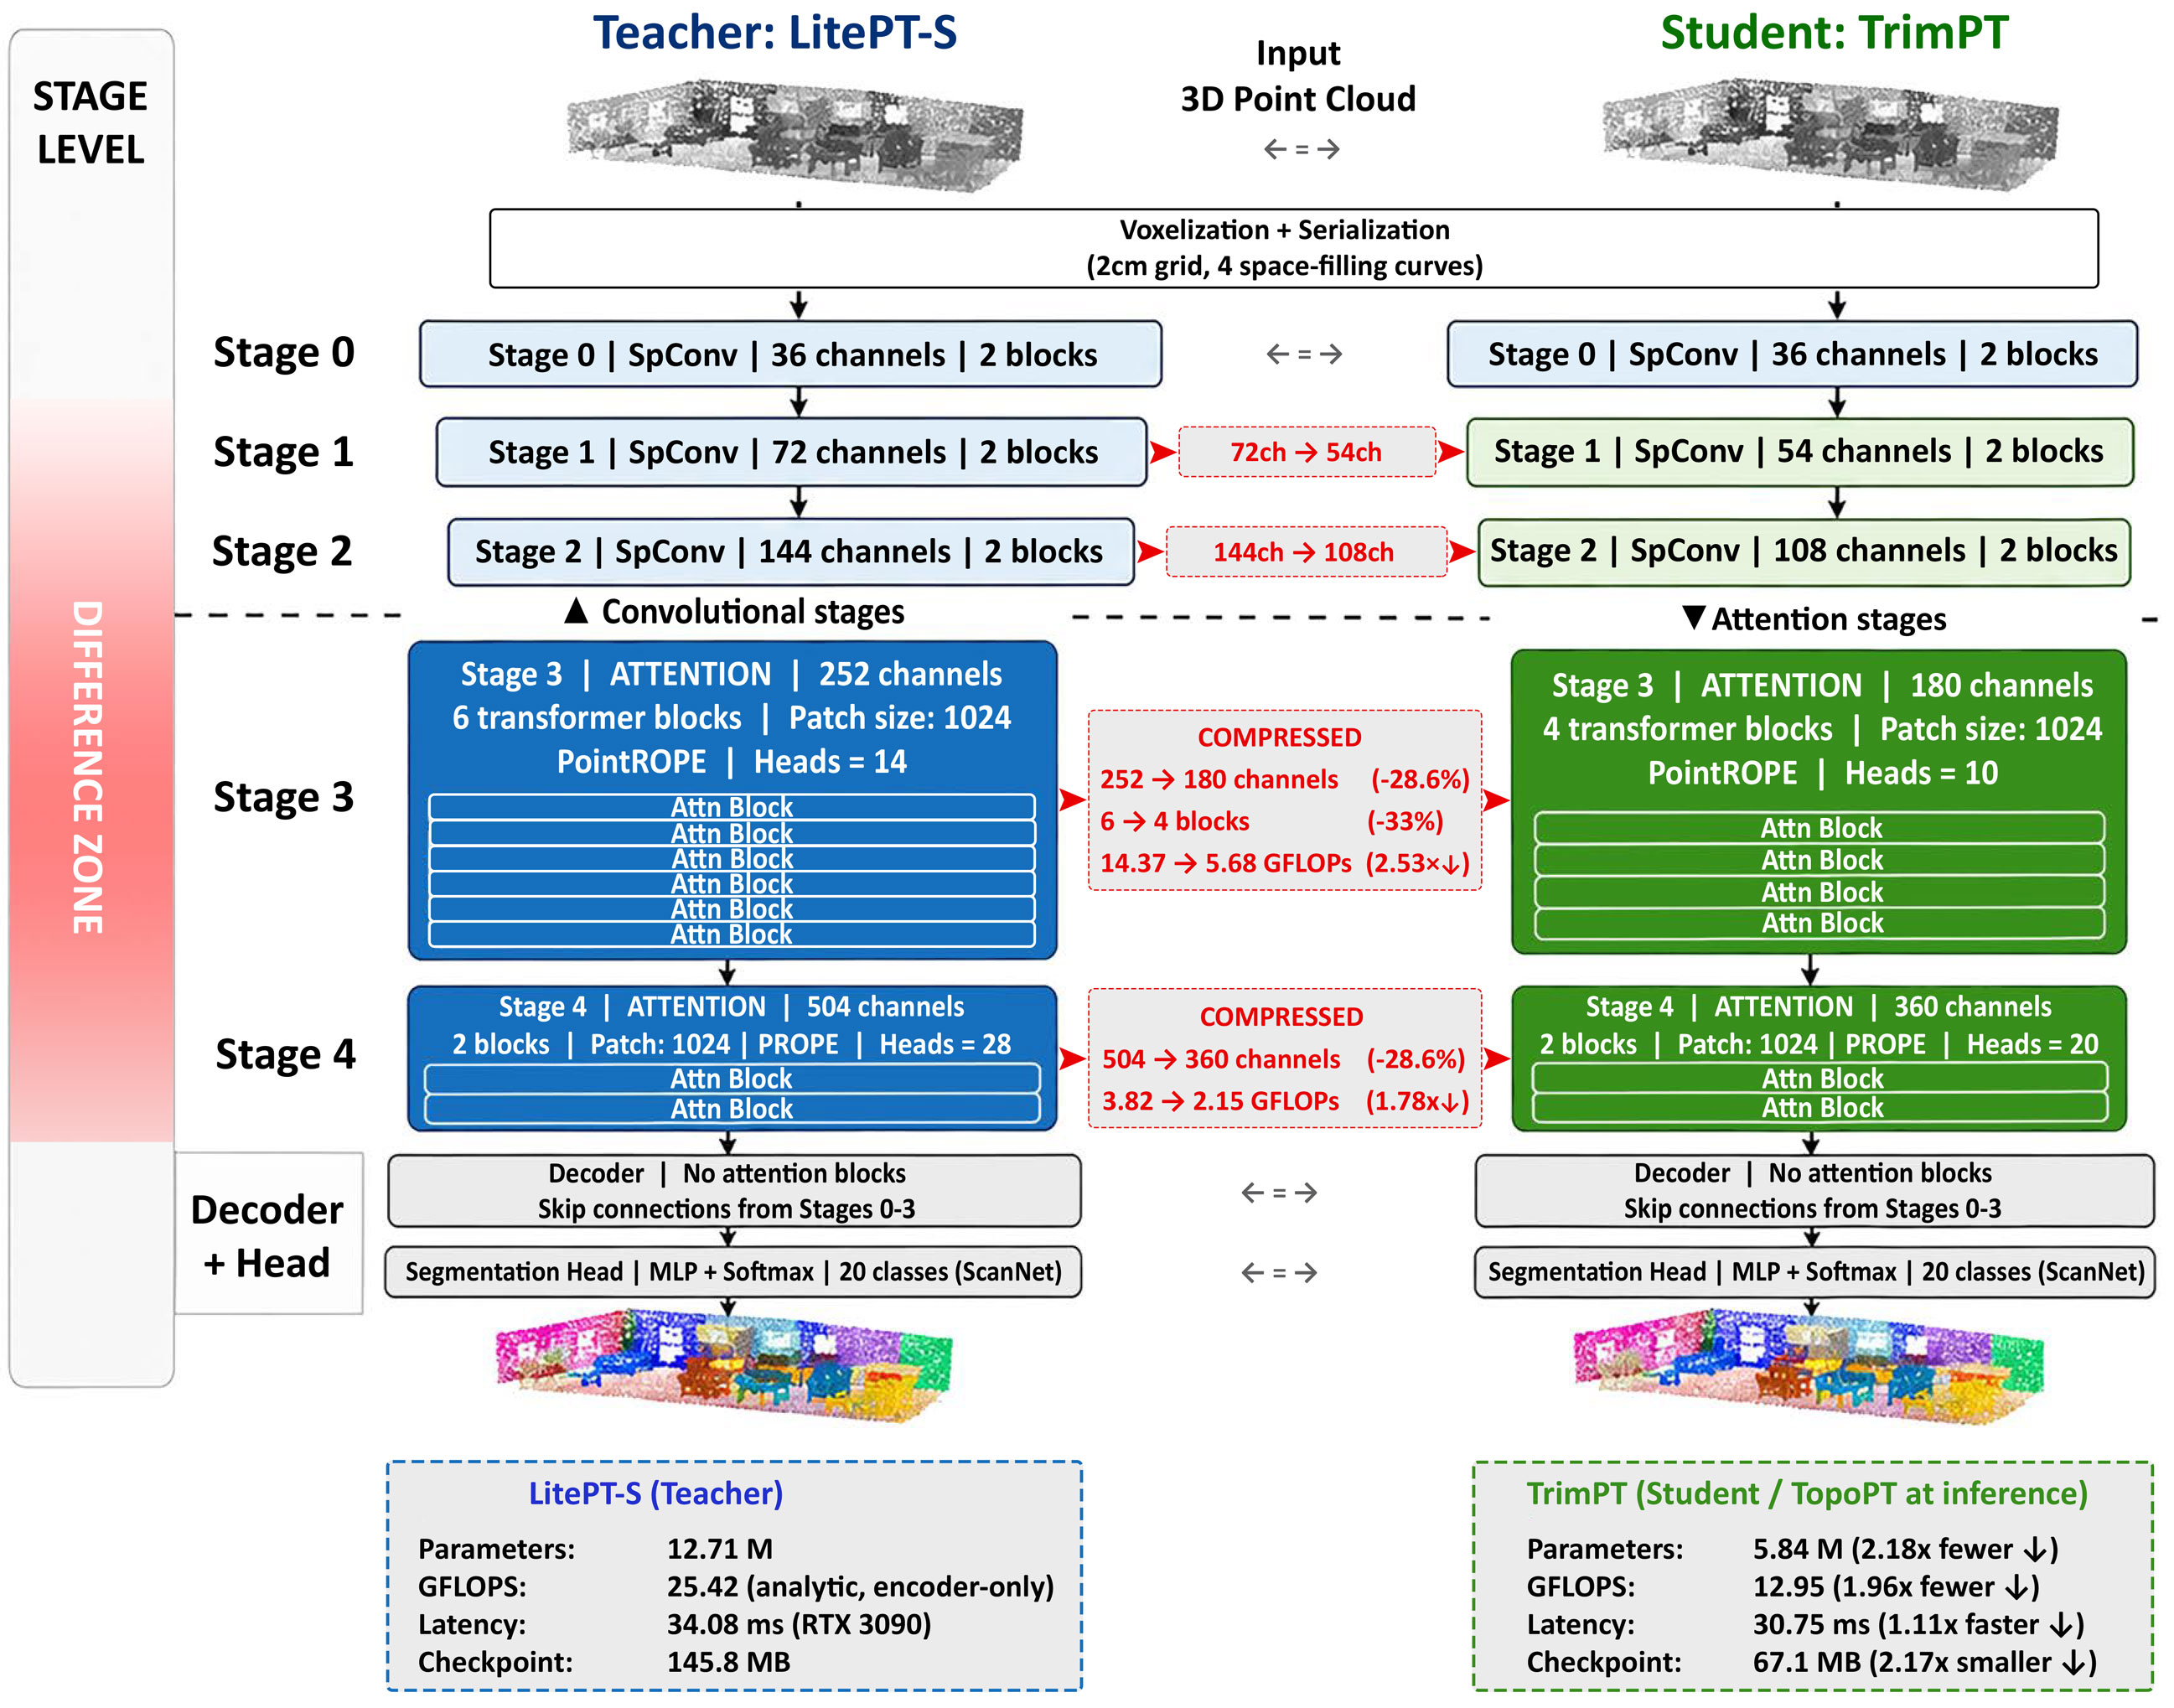 Teacher: LitePT-S
Input
3D Point Cloud
← = →
Student: TrimPT
STAGE
LEVEL
DIFFERENCE ZONE
Voxelization + Serialization
(2cm grid, 4 space-filling curves)
Stage 0
Stage 0 | SpConv | 36 channels | 2 blocks
← = →
Stage 0 | SpConv | 36 channels | 2 blocks
Stage 1
Stage 1 | SpConv | 72 channels | 2 blocks
72ch → 54ch
Stage 1 | SpConv | 54 channels | 2 blocks
Stage 2
Stage 2 | SpConv | 144 channels | 2 blocks
144ch → 108ch
Stage 2 | SpConv | 108 channels | 2 blocks
▲ Convolutional stages
▼ Attention stages
Stage 3
Stage 3 | ATTENTION | 252 channels
6 transformer blocks | Patch size: 1024
PointROPE | Heads = 14
Attn Block
Attn Block
Attn Block
Attn Block
Attn Block
Attn Block
COMPRESSED
252 → 180 channels (-28.6%)
6 → 4 blocks (-33%)
14.37 → 5.68 GFLOPs (2.53×↓)
Stage 3 | ATTENTION | 180 channels
4 transformer blocks | Patch size: 1024
PointROPE | Heads = 10
Attn Block
Attn Block
Attn Block
Attn Block
Stage 4
Stage 4 | ATTENTION | 504 channels
2 blocks | Patch: 1024 | PROPE | Heads = 28
Attn Block
Attn Block
COMPRESSED
504 → 360 channels (-28.6%)
3.82 → 2.15 GFLOPs (1.78x↓)
Stage 4 | ATTENTION | 360 channels
2 blocks | Patch: 1024 | PROPE | Heads = 20
Attn Block
Attn Block
Decoder
+ Head
Decoder | No attention blocks
Skip connections from Stages 0-3
← = →
Decoder | No attention blocks
Skip connections from Stages 0-3
Segmentation Head | MLP + Softmax | 20 classes (ScanNet)
← = →
Segmentation Head | MLP + Softmax | 20 classes (ScanNet)
LitePT-S (Teacher)
Parameters: 12.71 M
GFLOPS: 25.42 (analytic, encoder-only)
Latency: 34.08 ms (RTX 3090)
Checkpoint: 145.8 MB
TrimPT (Student / TopoPT at inference)
Parameters: 5.84 M (2.18x fewer ↓)
GFLOPS: 12.95 (1.96x fewer ↓)
Latency: 30.75 ms (1.11x faster ↓)
Checkpoint: 67.1 MB (2.17x smaller ↓)